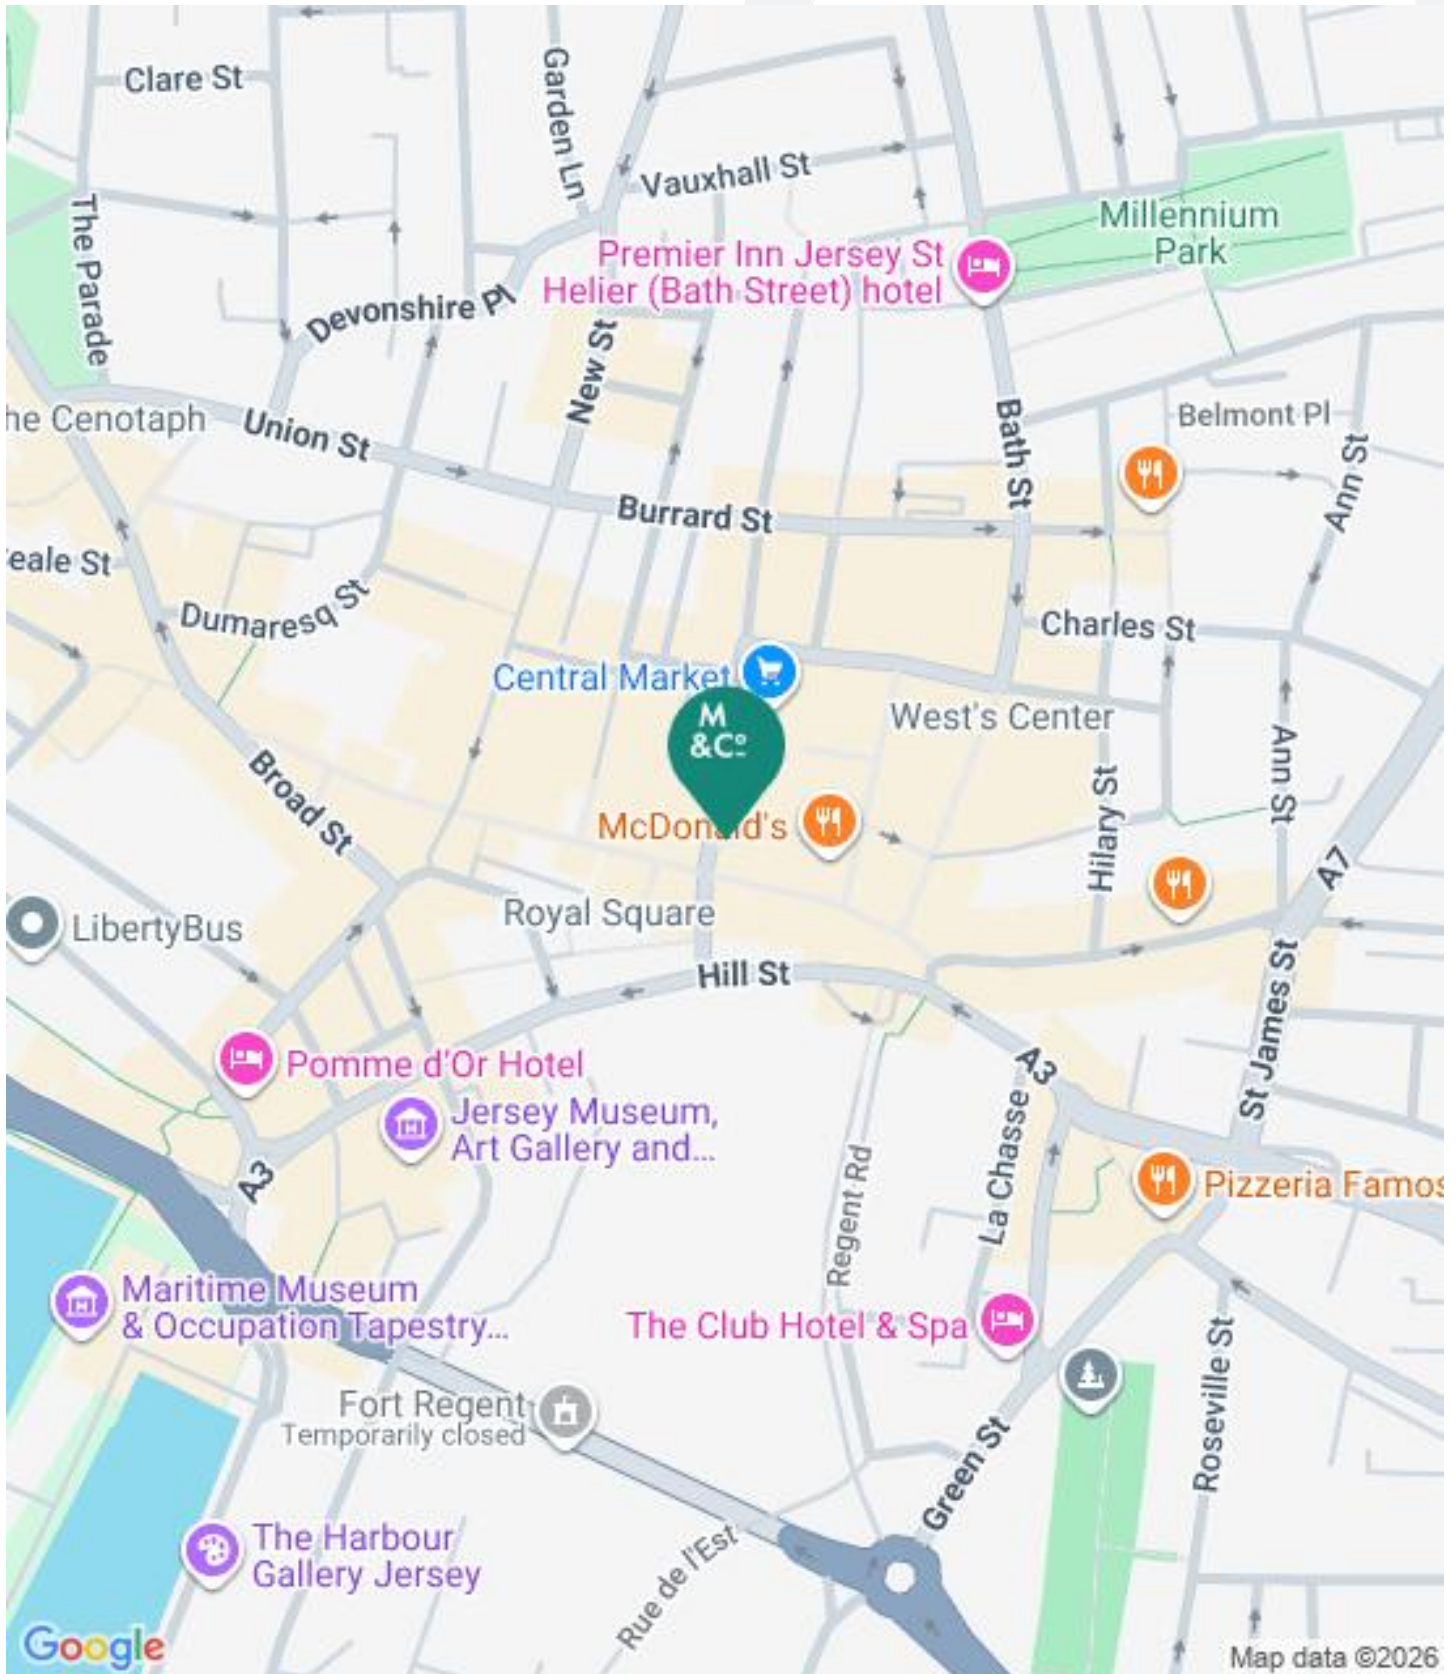 Clare St
Garden Ln
Vauxhall St
The Parade
Millennium
Park
Premier Inn Jersey St
Helier (Bath Street) hotel
Devonshire Pl
New St
he Cenotaph
Union St
Bath St
Belmont Pl
Ann St
Burrard St
eale St
Dumaresq St
Charles St
Central Market
M
&Cº
West's Center
Broad St
McDonald's
Hilary St
Ann St
A7
LibertyBus
Royal Square
Hill St
St James St
Pomme d'Or Hotel
A3
Jersey Museum,
Art Gallery and...
La Chasse
Regent Rd
A3
Pizzeria Famos
Maritime Museum
& Occupation Tapestry...
The Club Hotel & Spa
Roseville St
Fort Regent
Temporarily closed
Green St
The Harbour
Gallery Jersey
Rue de l'Est
Google
Map data ©2026